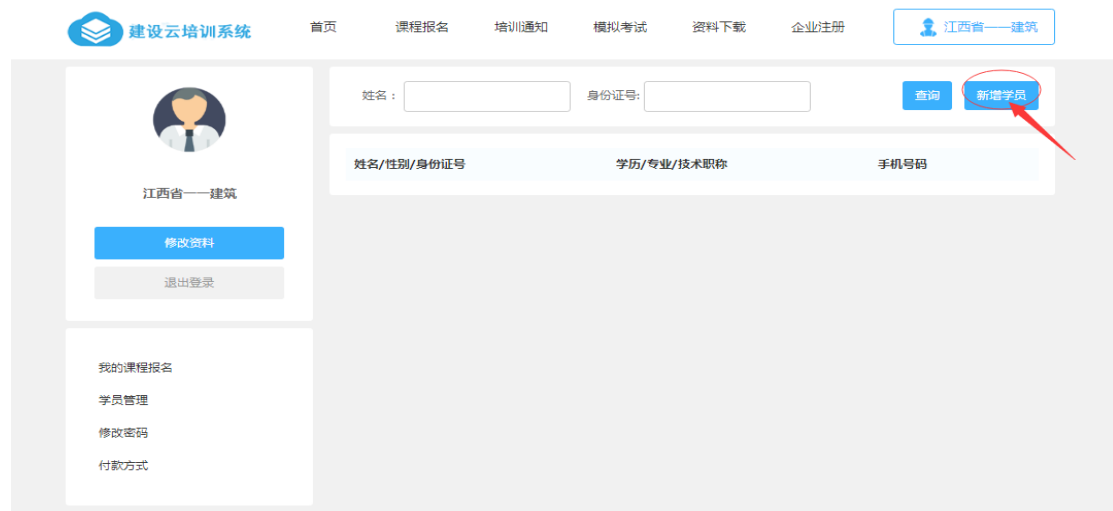 建设云培训系统 首页 课程报名 培训通知 模拟考试 资料下载 企业注册 江西省——建筑
姓名： 身份证号: 查询 新增学员
姓名/性别/身份证号 学历/专业/技术职称 手机号码
江西省——建筑
修改资料
退出登录
我的课程报名
学员管理
修改密码
付款方式